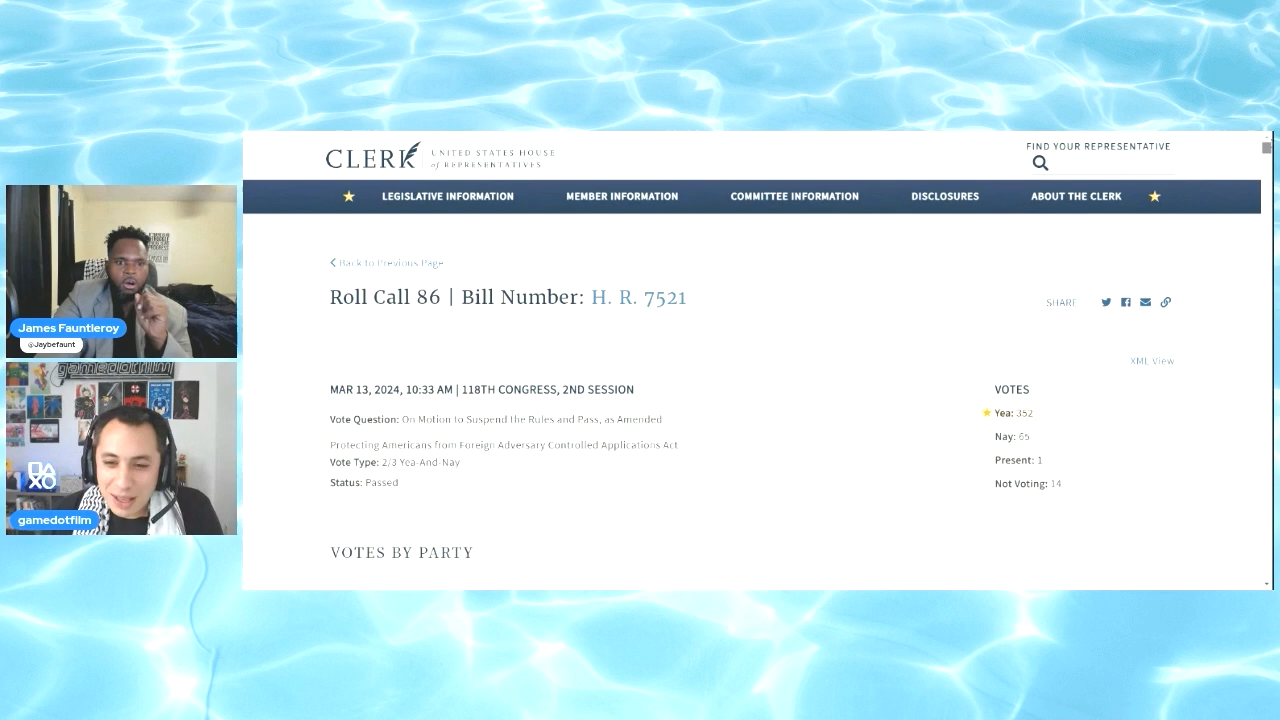 CLERK
UNITED STATES HOUSE
of REPRESENTATIVES
FIND YOUR REPRESENTATIVE
LEGISLATIVE INFORMATION
MEMBER INFORMATION
COMMITTEE INFORMATION
DISCLOSURES
ABOUT THE CLERK
Back to Previous Page
Roll Call 86 | Bill Number: H. R. 7521
SHARE
XML View
MAR 13, 2024, 10:33 AM | 118TH CONGRESS, 2ND SESSION
Vote Question: On Motion to Suspend the Rules and Pass, as Amended
Protecting Americans from Foreign Adversary Controlled Applications Act
Vote Type: 2/3 Yea-And-Nay
Status: Passed
VOTES
Yea: 352
Nay: 65
Present: 1
Not Voting: 14
VOTES BY PARTY
James Fauntleroy
@Jaybefaunt
gamedotfilm
gamedotfilm